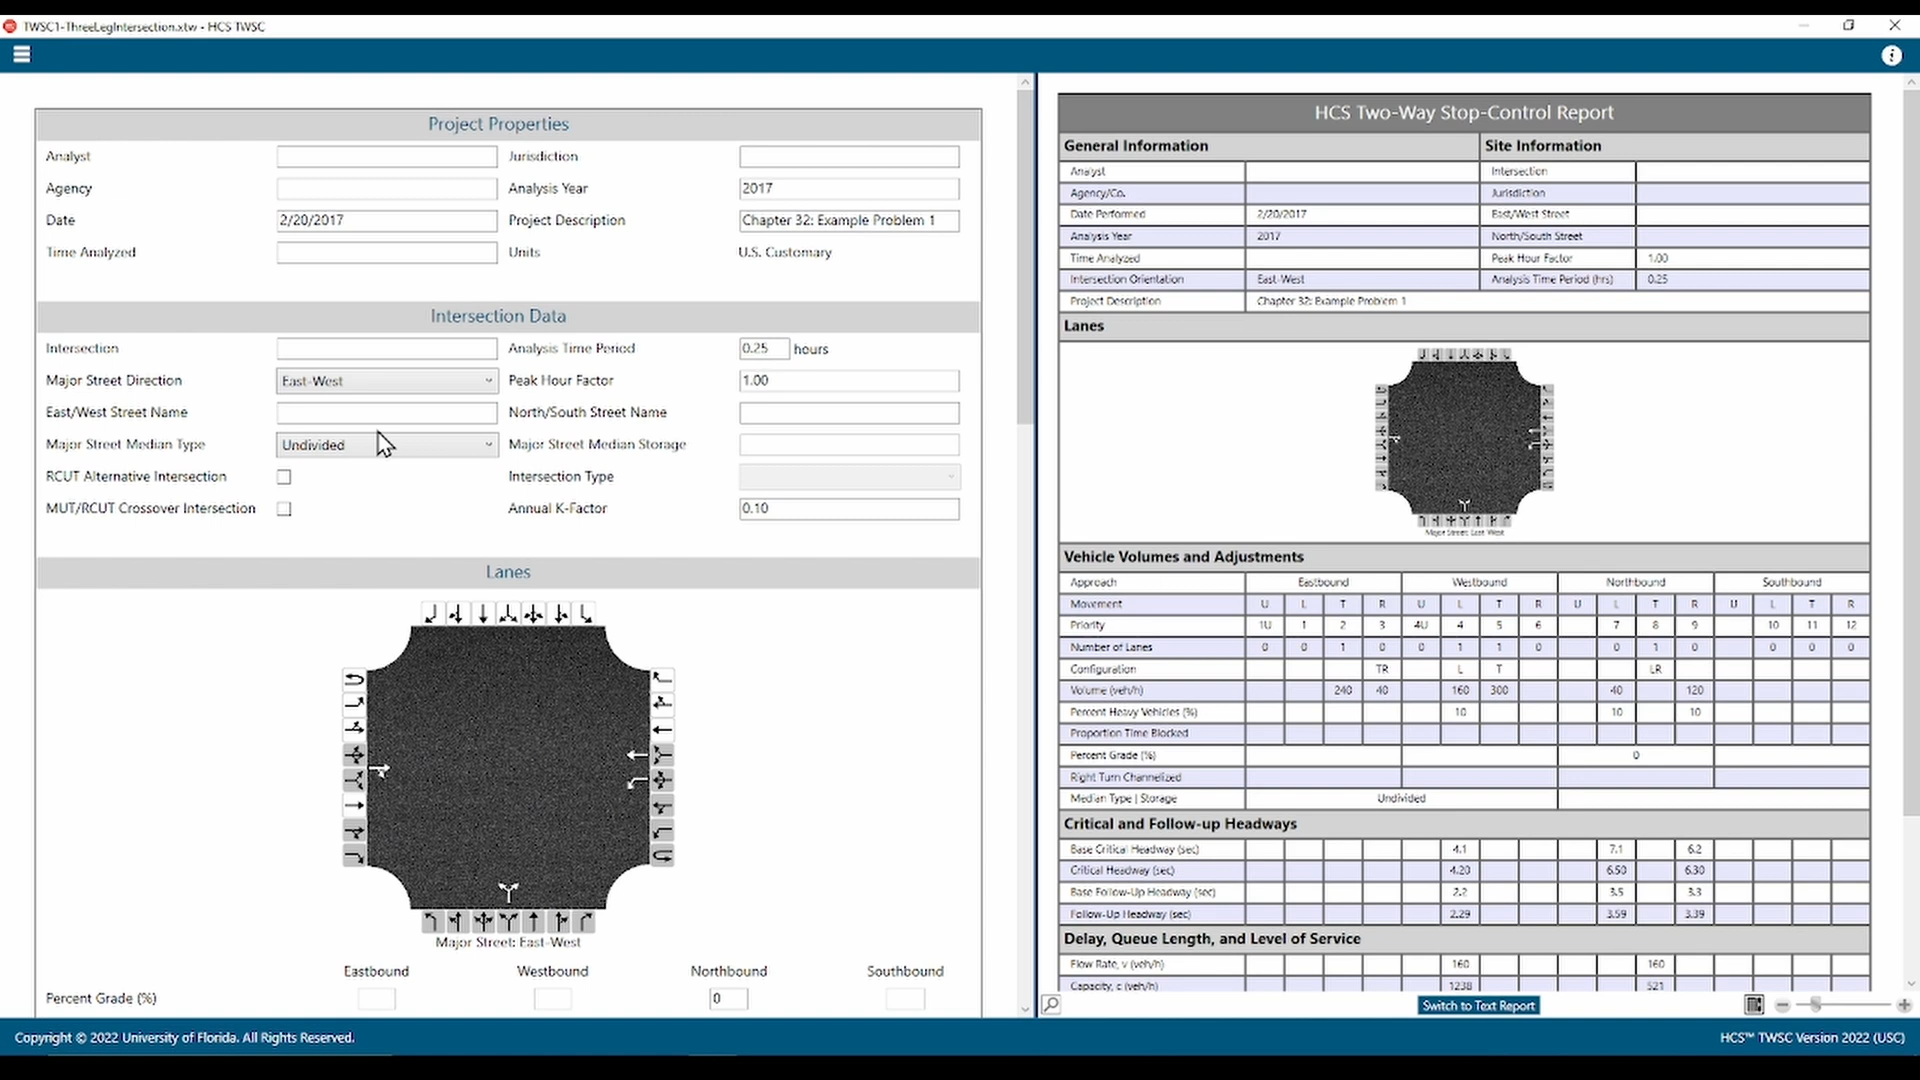 TWSC1-ThreeLegIntersection.xtw - HCS TWSC
Project Properties
Analyst Jurisdiction
Agency Analysis Year 2017
Date 2/20/2017 Project Description Chapter 32: Example Problem 1
Time Analyzed Units U.S. Customary
Intersection Data
Intersection Analysis Time Period 0.25 hours
Major Street Direction East-West Peak Hour Factor 1.00
East/West Street Name North/South Street Name
Major Street Median Type Undivided Major Street Median Storage
RCUT Alternative Intersection Intersection Type
MUT/RCUT Crossover Intersection Annual K-Factor 0.10
Lanes
Major Street: East-West
Eastbound Westbound Northbound Southbound
Percent Grade (%) 0
HCS Two-Way Stop-Control Report
General Information Site Information
Analyst Intersection
Agency/Co. Jurisdiction
Date Performed 2/20/2017 East/West Street
Analysis Year 2017 North/South Street
Time Analyzed Peak Hour Factor 1.00
Intersection Orientation East-West Analysis Time Period (hrs) 0.25
Project Description Chapter 32: Example Problem 1
Lanes
Major Street: East-West
Vehicle Volumes and Adjustments
Approach Eastbound Westbound Northbound Southbound
Movement U L T R U L T R U L T R U L T R
Priority 1U 1 2 3 4U 4 5 6 7 8 9 10 11 12
Number of Lanes 0 0 1 0 0 1 1 0 0 1 0 0 0 0
Configuration TR L T LR
Volume (veh/h) 240 40 160 300 40 120
Percent Heavy Vehicles (%) 10 10 10
Proportion Time Blocked
Percent Grade (%) 0
Right Turn Channelized
Median Type | Storage Undivided
Critical and Follow-up Headways
Base Critical Headway (sec) 4.1 7.1 6.2
Critical Headway (sec) 4.20 6.50 6.30
Base Follow-Up Headway (sec) 2.2 3.5 3.3
Follow-Up Headway (sec) 2.29 3.59 3.39
Delay, Queue Length, and Level of Service
Flow Rate, v (veh/h) 160 160
Capacity, c (veh/h) 1238 521
Switch to Text Report
Copyright © 2022 University of Florida. All Rights Reserved.
HCS™ TWSC Version 2022 (USC)